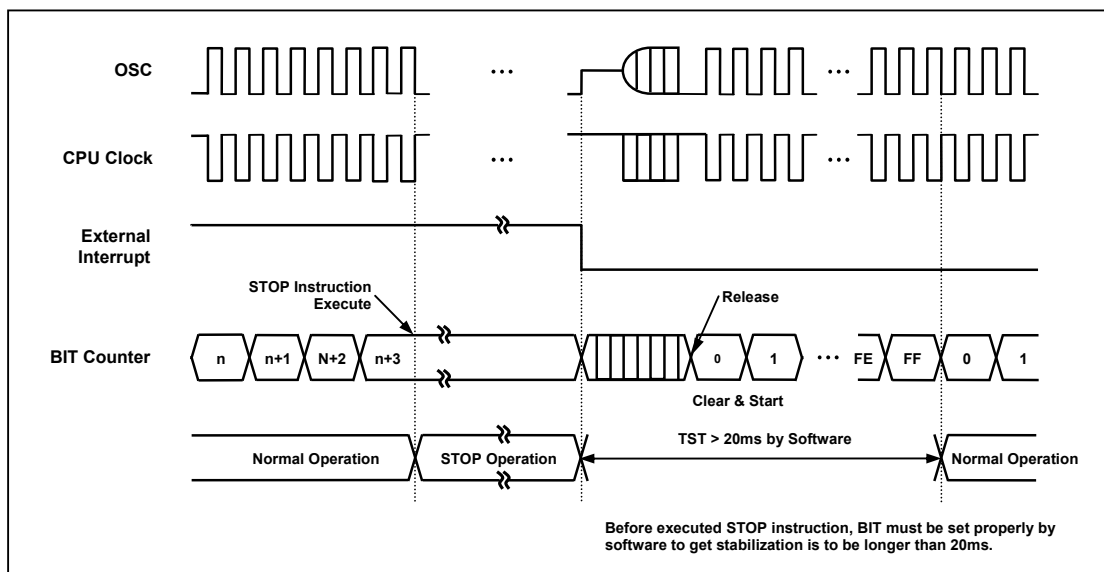 OSC
...
CPU Clock
...
External
Interrupt
STOP Instruction
Execute
Release
BIT Counter
n n+1 N+2 n+3 0 1 ... FE FF 0 1
Clear & Start
TST > 20ms by Software
Normal Operation STOP Operation Normal Operation
Before executed STOP instruction, BIT must be set properly by
software to get stabilization is to be longer than 20ms.